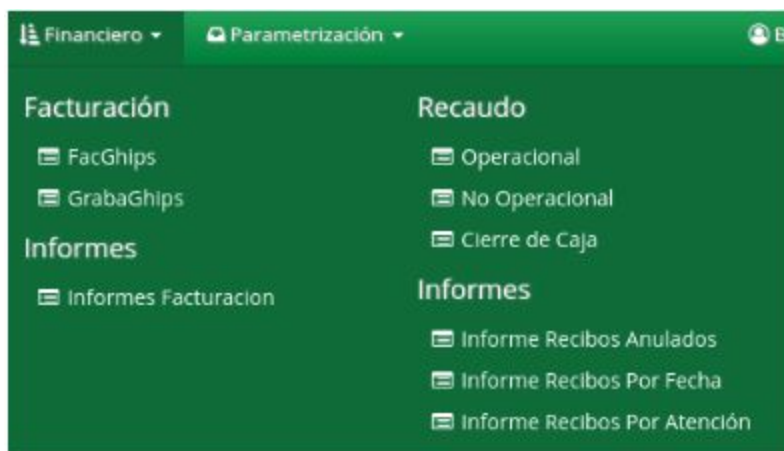 Financiero
Parametrización
Facturación
FacGhips
GrabaGhips
Informes
Informes Facturacion
Recaudo
Operacional
No Operacional
Cierre de Caja
Informes
Informe Recibos Anulados
Informe Recibos Por Fecha
Informe Recibos Por Atención